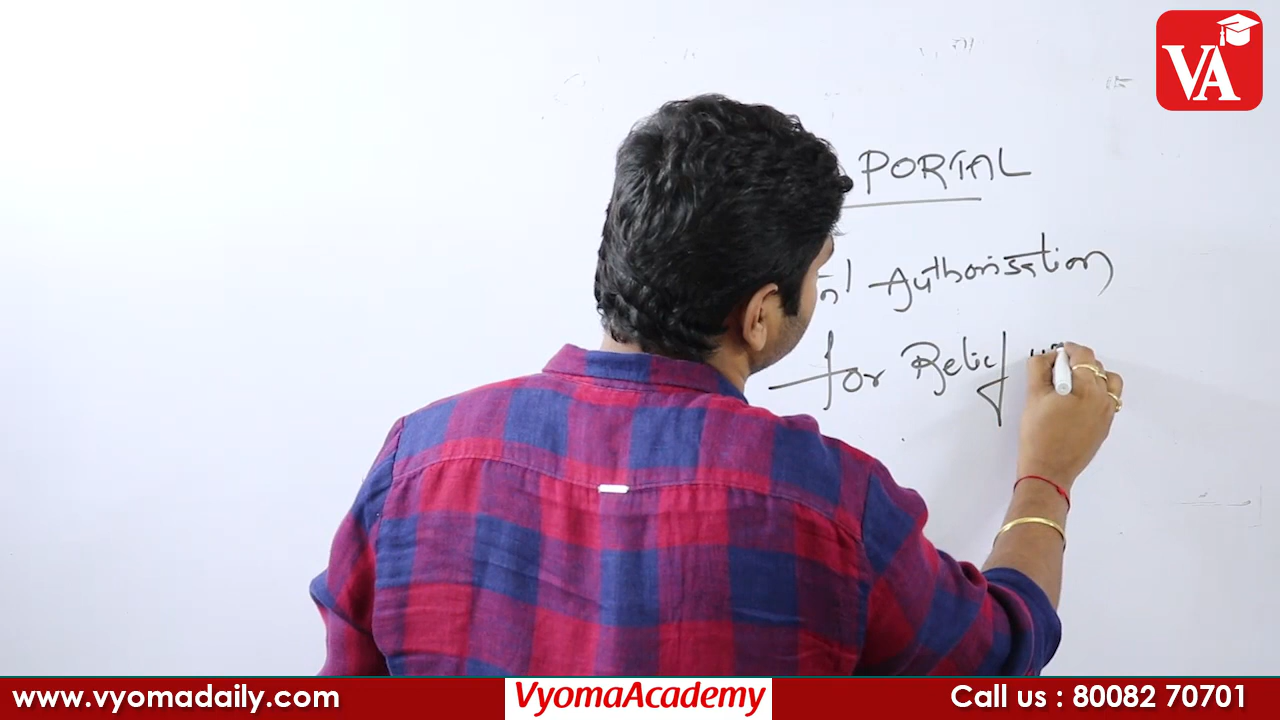 VA
PORTAL
Authorisation
for Relief
www.vyomadaily.com
VyomaAcademy
Call us : 80082 70701